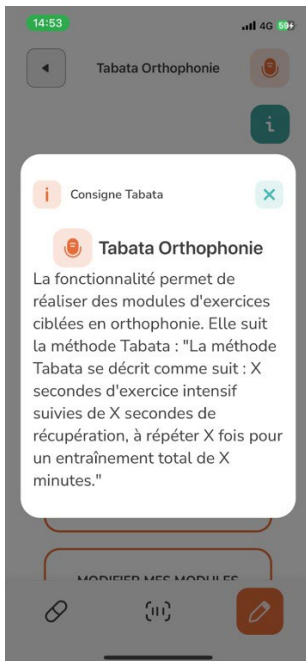 14:53
4G 59
Tabata Orthophonie
i
i
Consigne Tabata
Tabata Orthophonie
La fonctionnalité permet de
réaliser des modules d'exercices
ciblées en orthophonie. Elle suit
la méthode Tabata : "La méthode
Tabata se décrit comme suit : X
secondes d'exercice intensif
suivies de X secondes de
récupération, à répéter X fois pour
un entraînement total de X
minutes."
MODIFIER MES MODULES